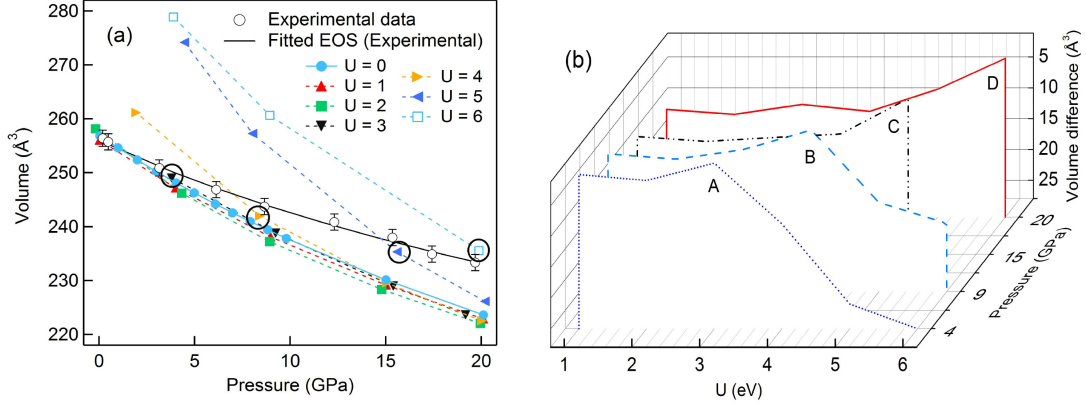 (a)
Experimental data
Fitted EOS (Experimental)
U = 0
U = 1
U = 2
U = 3
U = 4
U = 5
U = 6
280
270
260
250
240
230
220
Volume (Å³)
0
5
10
15
20
Pressure (GPa)
(b)
A
B
C
D
5
10
15
20
25
Volume difference (Å³)
20
15
9
4
Pressure (GPa)
1
2
3
4
5
6
U (eV)